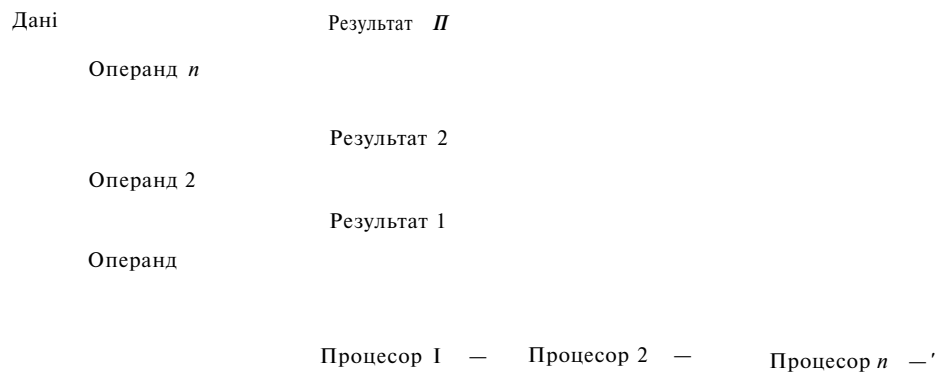 Дані Результат П
Операнд n
Результат 2
Операнд 2
Результат 1
Операнд
Процесор І — Процесор 2 — Процесор n —'